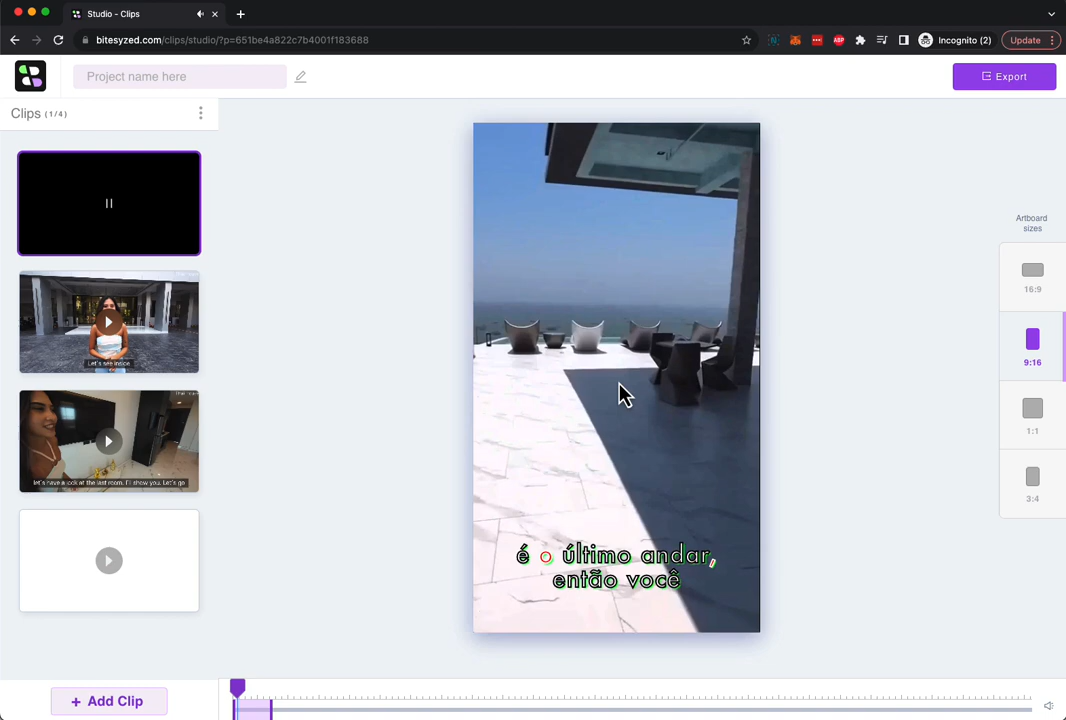 Studio - Clips
bitesyzed.com/clips/studio/?p=651be4a822c7b4001f183688
ABP
Incognito (2)
Update
Project name here
Export
Clips (1/4)
Let's see inside.
let's have a look at the last room. I'll show you. Let's go
+ Add Clip
é o último andar,
então você
Artboard
sizes
16:9
9:16
1:1
3:4